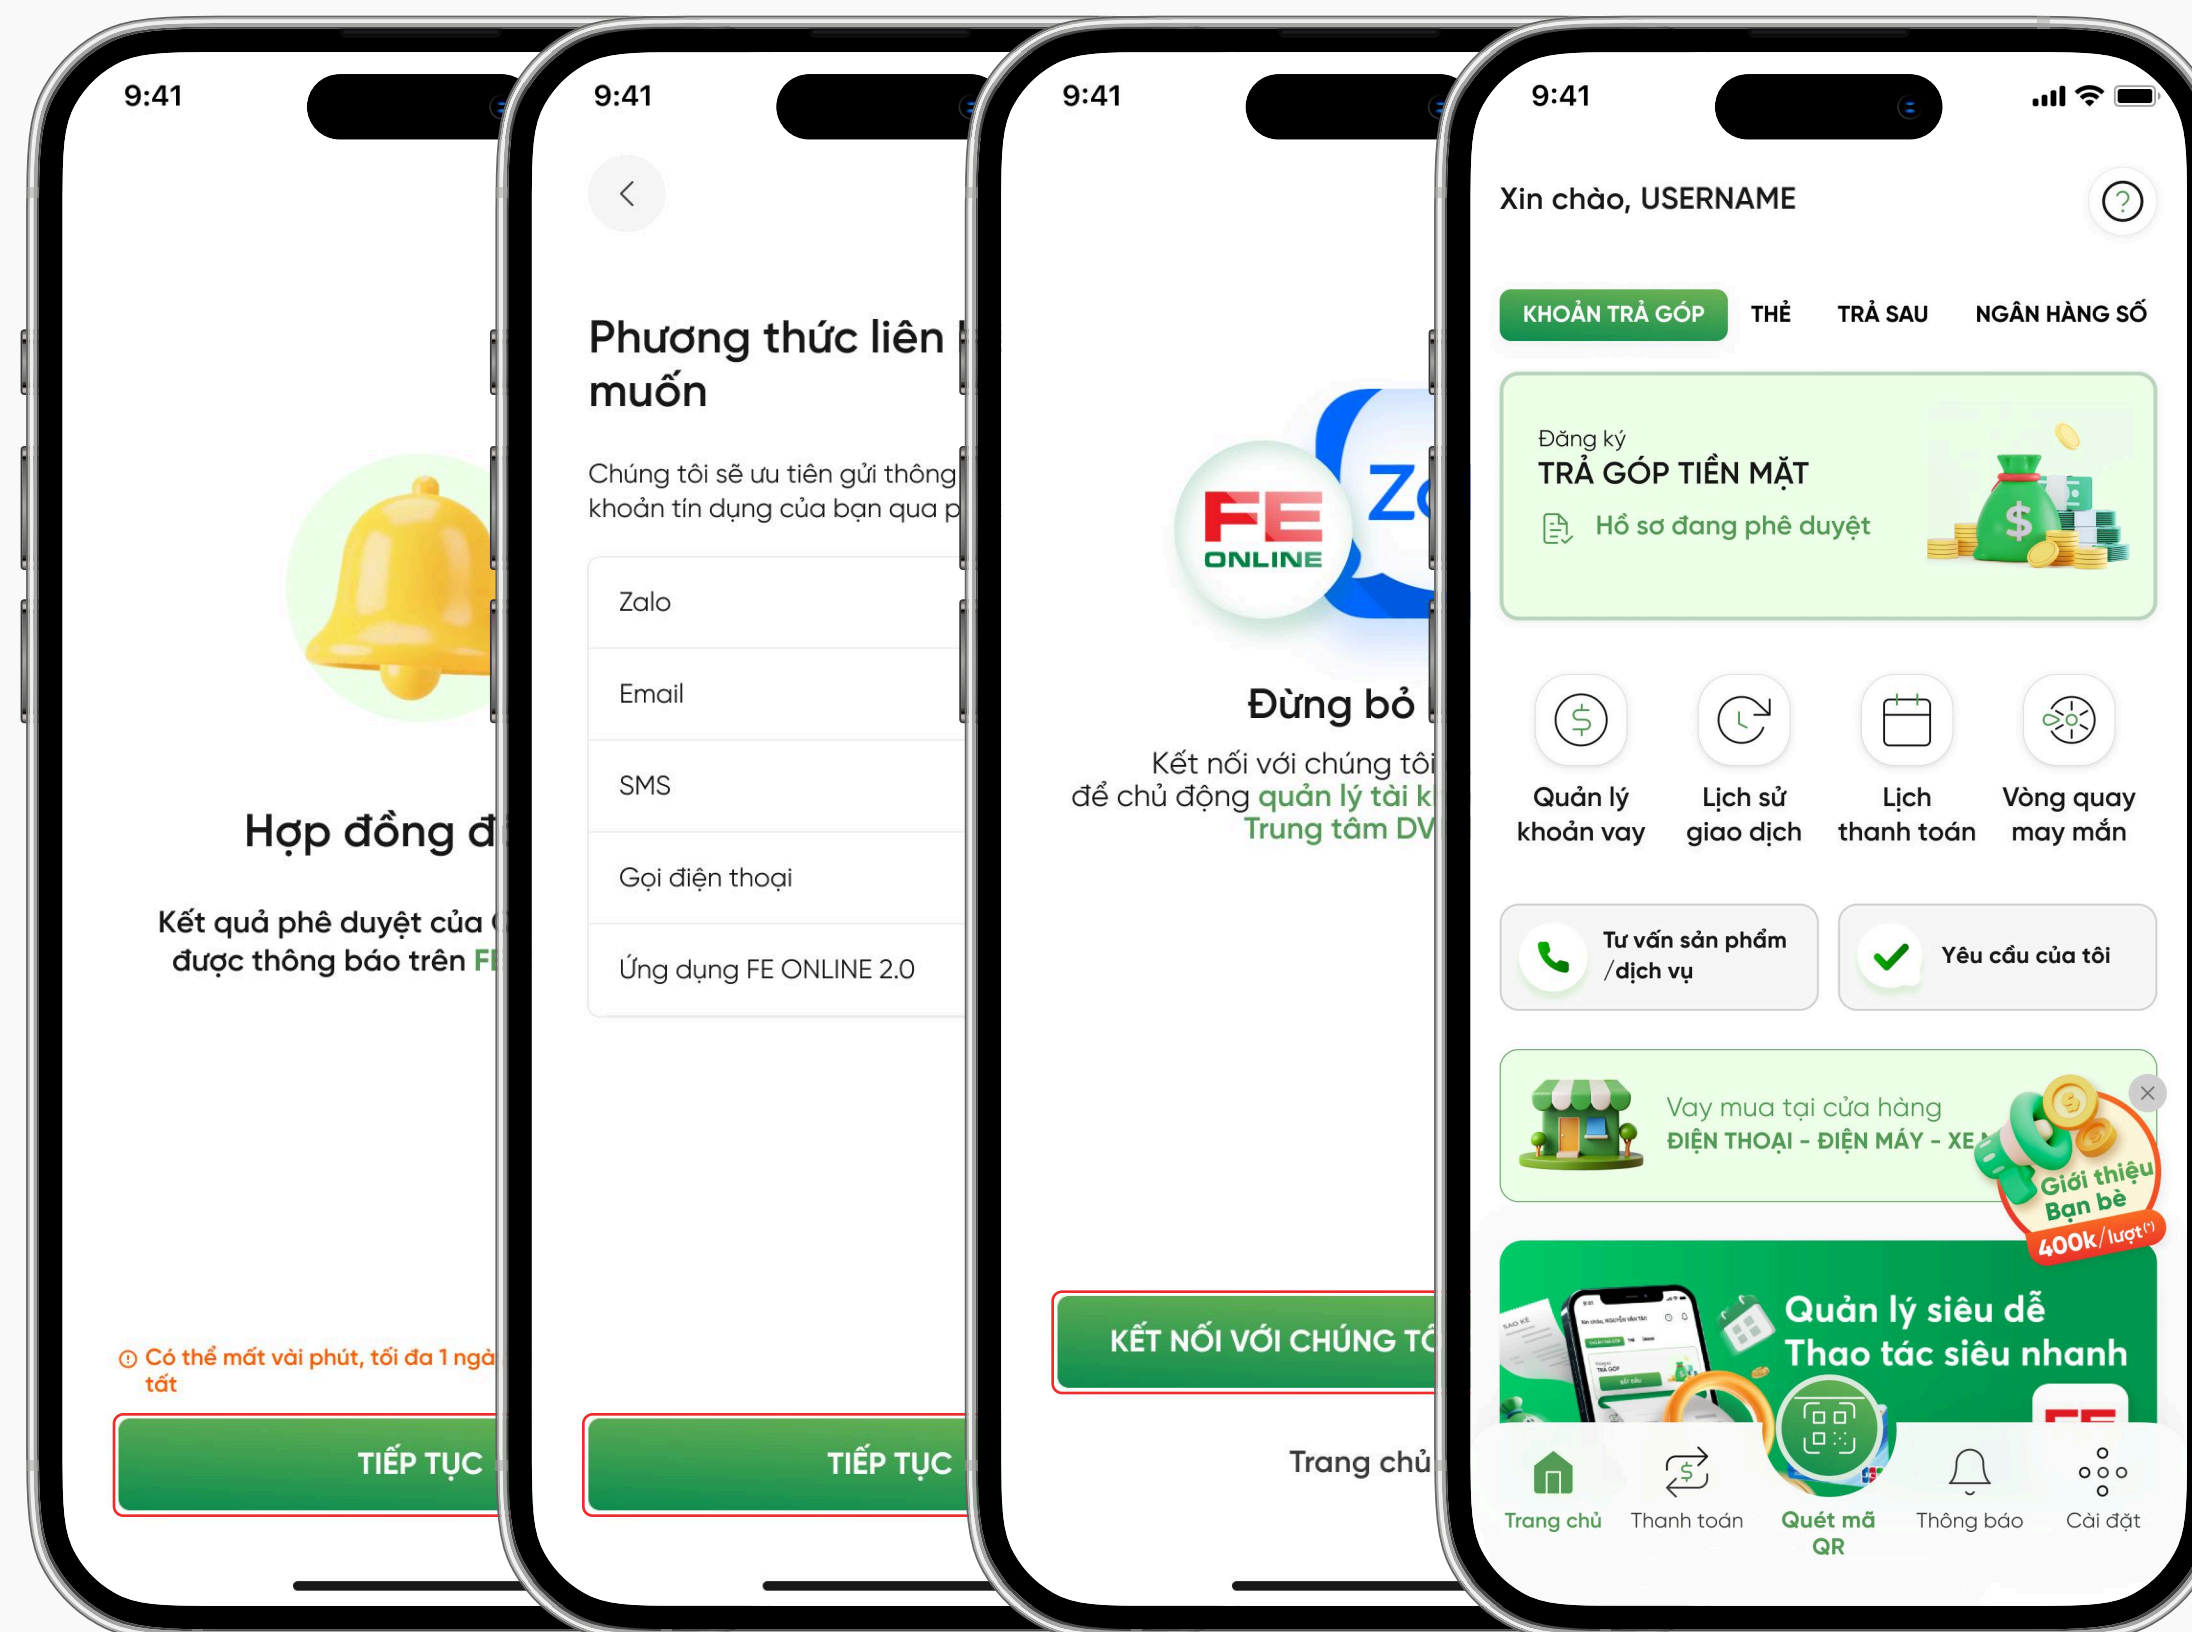 9:41
Hợp đồng đ
Kết quả phê duyệt của
được thông báo trên FE
Có thể mất vài phút, tối đa 1 ngà
tất
TIẾP TỤC
9:41
Phương thức liên
muốn
Chúng tôi sẽ ưu tiên gửi thông
khoản tín dụng của bạn qua p
Zalo
Email
SMS
Gọi điện thoại
Ứng dụng FE ONLINE 2.0
TIẾP TỤC
9:41
FE
ONLINE
Za
Đừng bỏ
Kết nối với chúng tôi
để chủ động quản lý tài k
Trung tâm DV
KẾT NỐI VỚI CHÚNG TÔ
Trang chủ
9:41
Xin chào, USERNAME
KHOẢN TRẢ GÓP THẺ TRẢ SAU NGÂN HÀNG SỐ
Đăng ký
TRẢ GÓP TIỀN MẶT
Hồ sơ đang phê duyệt
Quản lý
khoản vay
Lịch sử
giao dịch
Lịch
thanh toán
Vòng quay
may mắn
Tư vấn sản phẩm
/dịch vụ
Yêu cầu của tôi
Vay mua tại cửa hàng
ĐIỆN THOẠI - ĐIỆN MÁY - XE
Giới thiệu
Bạn bè
400k/lượt(*)
SAO KÊ
Quản lý siêu dễ
Thao tác siêu nhanh
FE
Trang chủ
Thanh toán
Quét mã
QR
Thông báo
Cài đặt